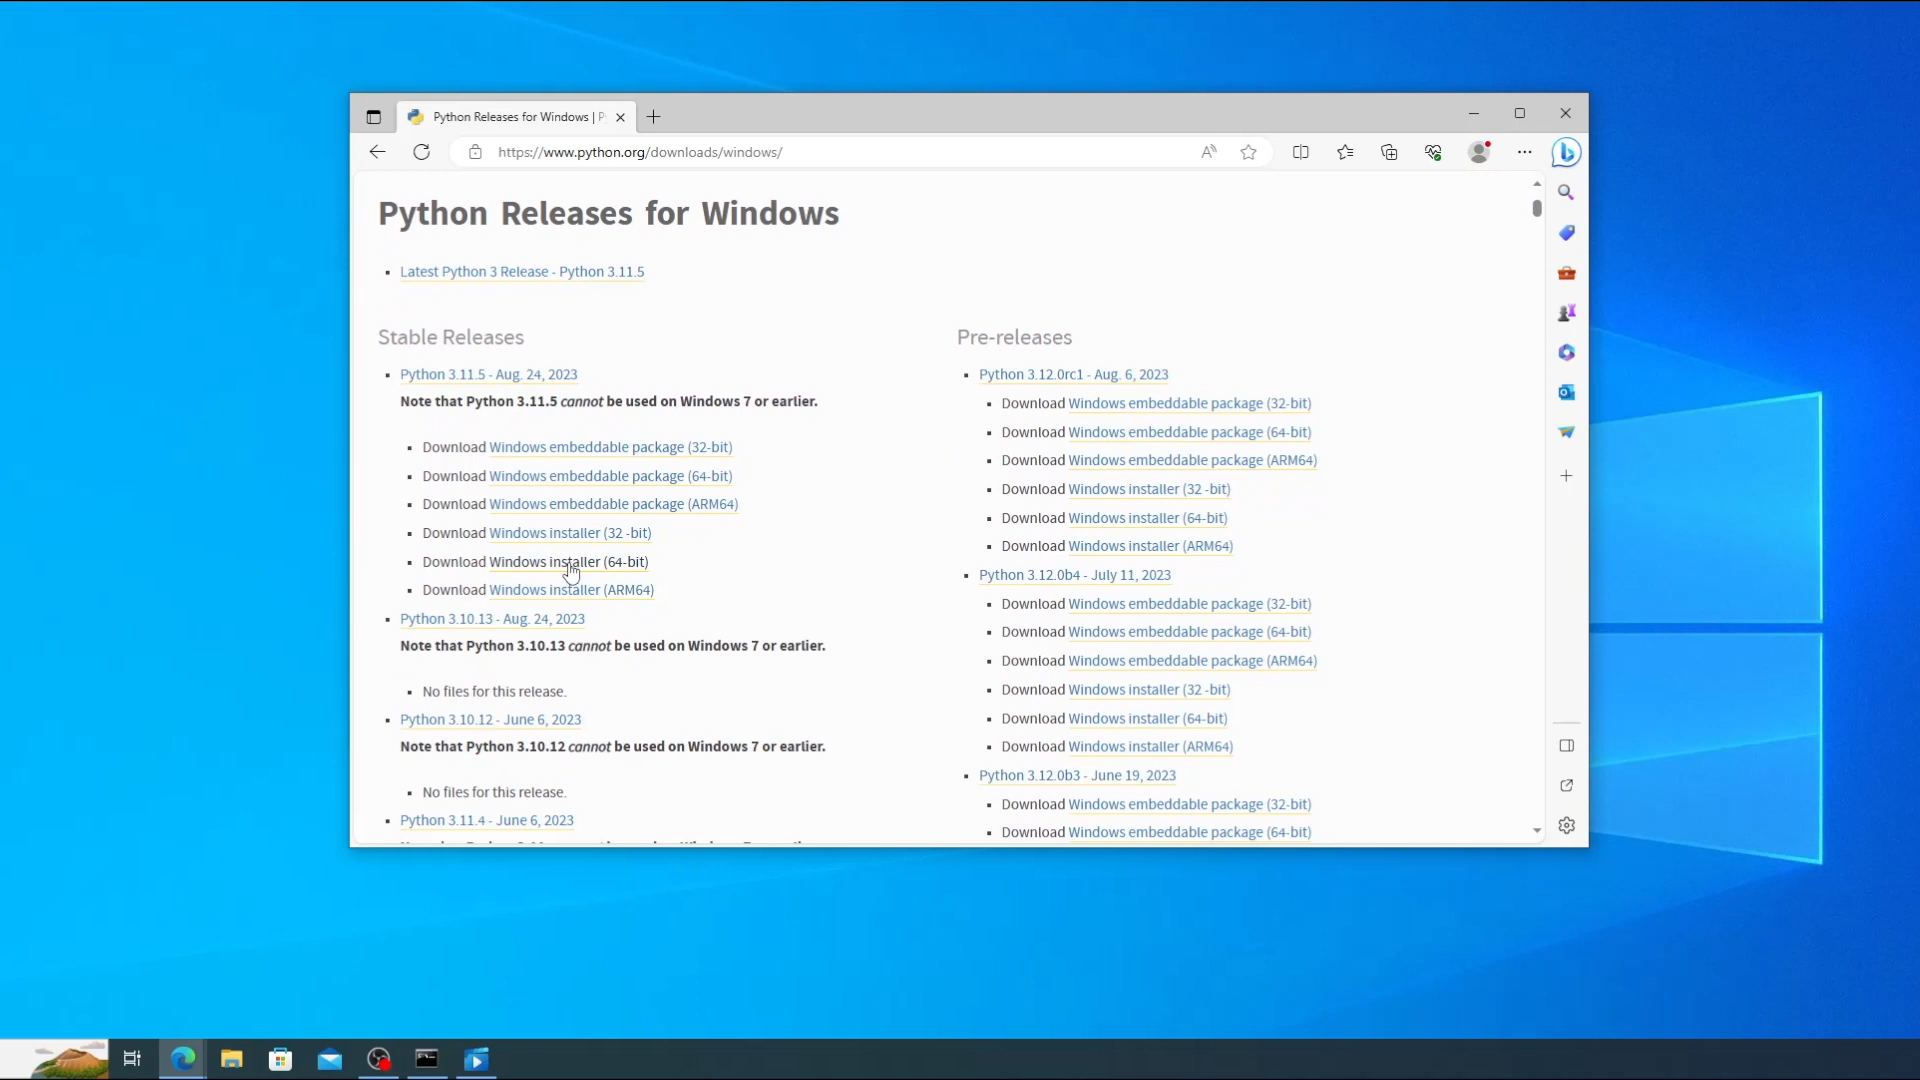 Python Releases for Windows | P
https://www.python.org/downloads/windows/
Python Releases for Windows
Latest Python 3 Release - Python 3.11.5
Stable Releases
Python 3.11.5 - Aug. 24, 2023
Note that Python 3.11.5 cannot be used on Windows 7 or earlier.
Download Windows embeddable package (32-bit)
Download Windows embeddable package (64-bit)
Download Windows embeddable package (ARM64)
Download Windows installer (32 -bit)
Download Windows installer (64-bit)
Download Windows installer (ARM64)
Python 3.10.13 - Aug. 24, 2023
Note that Python 3.10.13 cannot be used on Windows 7 or earlier.
No files for this release.
Python 3.10.12 - June 6, 2023
Note that Python 3.10.12 cannot be used on Windows 7 or earlier.
No files for this release.
Python 3.11.4 - June 6, 2023
Pre-releases
Python 3.12.0rc1 - Aug. 6, 2023
Download Windows embeddable package (32-bit)
Download Windows embeddable package (64-bit)
Download Windows embeddable package (ARM64)
Download Windows installer (32 -bit)
Download Windows installer (64-bit)
Download Windows installer (ARM64)
Python 3.12.0b4 - July 11, 2023
Download Windows embeddable package (32-bit)
Download Windows embeddable package (64-bit)
Download Windows embeddable package (ARM64)
Download Windows installer (32 -bit)
Download Windows installer (64-bit)
Download Windows installer (ARM64)
Python 3.12.0b3 - June 19, 2023
Download Windows embeddable package (32-bit)
Download Windows embeddable package (64-bit)